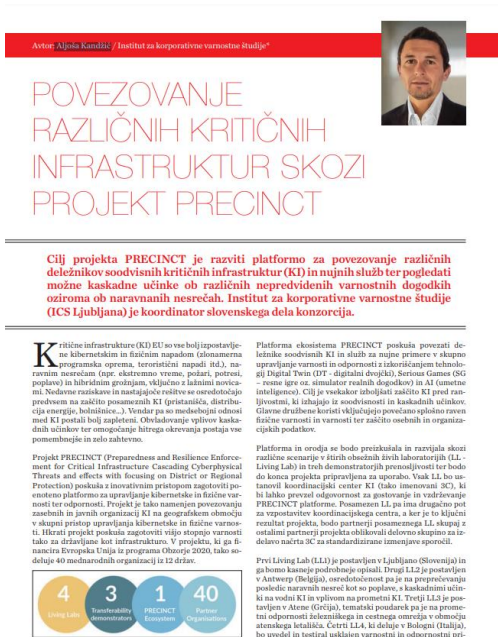 Avtor: Aljoša Kandžič / Institut za korporativne varnostne študije*
POVEZOVANJE
RAZLIČNIH KRITIČNIH
INFRASTRUKTUR SKOZI
PROJEKT PRECINCT
Cilj projekta PRECINCT je razviti platformo za povezovanje različnih
deležnikov soodvisnih kritičnih infrastruktur (KI) in nujnih služb ter pogledati
možne kaskadne učinke ob različnih nepredvidenih varnostnih dogodkih
oziroma ob naravnanih nesrečah. Institut za korporativne varnostne študije
(ICS Ljubljana) je koordinator slovenskega dela konzorcija.
Kritične infrastrukture (KI) EU so vse bolj izpostavlje-
ne kibernetskim in fizičnim napadom (zlonamerna
programska oprema, teroristični napadi itd.), na-
ravnim nesrečam (npr. ekstremno vreme, požari, potresi,
poplave) in hibridnim grožnjam, vključno z lažnimi novica-
mi. Nedavne raziskave in nastajajoče rešitve se osredotočajo
predvsem na zaščito posameznih KI (pristanišča, distribu-
cija energije, bolnišnice...). Vendar pa so medsebojni odnosi
med KI postali bolj zapleteni. Obvladovanje vplivov kaska-
dnih učinkov ter omogočanje hitrega okrevanja postaja vse
pomembnejše in zelo zahtevno.
Projekt PRECINCT (Preparedness and Resilience Enforce-
ment for Critical Infrastructure Cascading Cyberphysical
Threats and effects with focusing on District or Regional
Protection) poskuša z inovativnim pristopom zagotoviti po-
enoteno platformo za upravljanje kibernetske in fizične var-
nosti ter odpornosti. Projekt je tako namenjen povezovanju
zasebnih in javnih organizacij KI na geografskem območju
v skupni pristop upravljanja kibernetske in fizične varnos-
ti. Hkrati projekt poskuša zagotoviti višjo stopnjo varnosti
tako za državljane kot infrastrukture. V projektu, ki ga fi-
nancira Evropska Unija iz programa Obzorje 2020, tako so-
deluje 40 mednarodnih organizacij iz 12 držav.
4
Living Labs
3
Transferability
demonstrators
1
PRECINCT
Ecosystem
40
Partner
Organisations
Platforma ekosistema PRECINCT poskuša povezati de-
ležnike soodvisnih KI in služb za nujne primere v skupno
upravljanje varnosti in odpornosti z izkoriščanjem tehnolo-
gij Digital Twin (DT - digitalni dvojčki), Serious Games (SG
– resne igre oz. simulator realnih dogodkov) in AI (umetne
inteligence). Cilj je vsekakor izboljšati zaščito KI pred ran-
ljivostmi, ki izhajajo iz soodvisnosti in kaskadnih učinkov.
Glavne družbene koristi vključujejo povečano splošno raven
fizične varnosti in varnosti ter zaščito osebnih in organiza-
cijskih podatkov.
Platforma in orodja se bodo preizkušala in razvijala skozi
različne scenarije v štirih obsežnih živih laboratorijih (LL -
Living Lab) in treh demonstratorjih prenosljivosti ter bodo
do konca projekta pripravljena za uporabo. Vsak LL bo us-
tanovil koordinacijski center KI (tako imenovani 3C), ki
bi lahko prevzel odgovornost za gostovanje in vzdrževanje
PRECINCT platforme. Posamezen LL pa ima drugačno pot
za vzpostavitev koordinacijskega centra, a ker je to ključni
rezultat projekta, bodo partnerji posameznega LL skupaj z
ostalimi partnerji projekta oblikovali delovno skupino za iz-
delavo načrta 3C za standardizirane izmenjave sporočil.
Prvi Living Lab (LL1) je postavljen v Ljubljano (Slovenija) in
ga bomo kasneje podrobneje opisali. Drugi LL2 je postavljen
v Antwerp (Belgija), osredotočenost pa je na preprečevanju
posledic naravnih nesreč kot so poplave, s kaskadnimi učin-
ki na vodni KI in vplivom na prometni KI. Tretji LL3 je pos-
tavljen v Atene (Grčija), tematski poudarek pa je na prome-
tni odpornosti železniškega in cestnega omrežja v območju
atenskega letališča. Četrti LL4, ki deluje v Bologni (Italija),
bo uvedel in testiral usklajen varnostni in odpornostni pri-